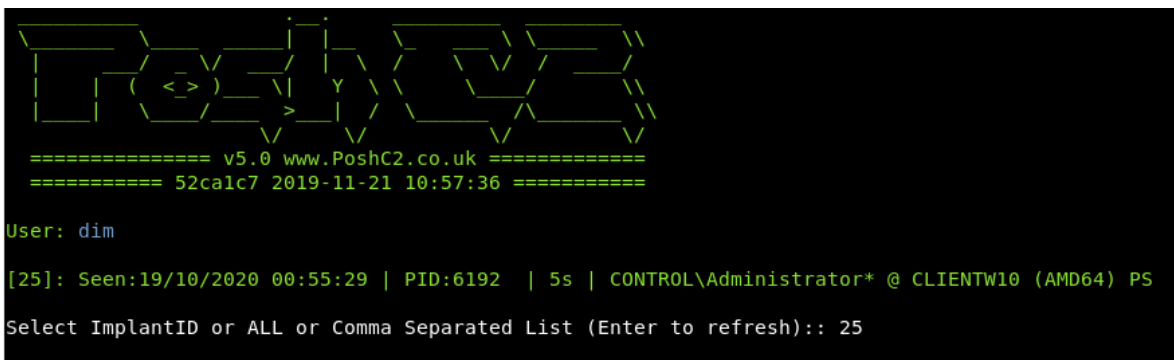 PoshC2
=============== v5.0 www.PoshC2.co.uk =============
=========== 52ca1c7 2019-11-21 10:57:36 ===========
User: dim
[25]: Seen:19/10/2020 00:55:29 | PID:6192  | 5s | CONTROL\Administrator* @ CLIENTW10 (AMD64) PS
Select ImplantID or ALL or Comma Separated List (Enter to refresh):: 25